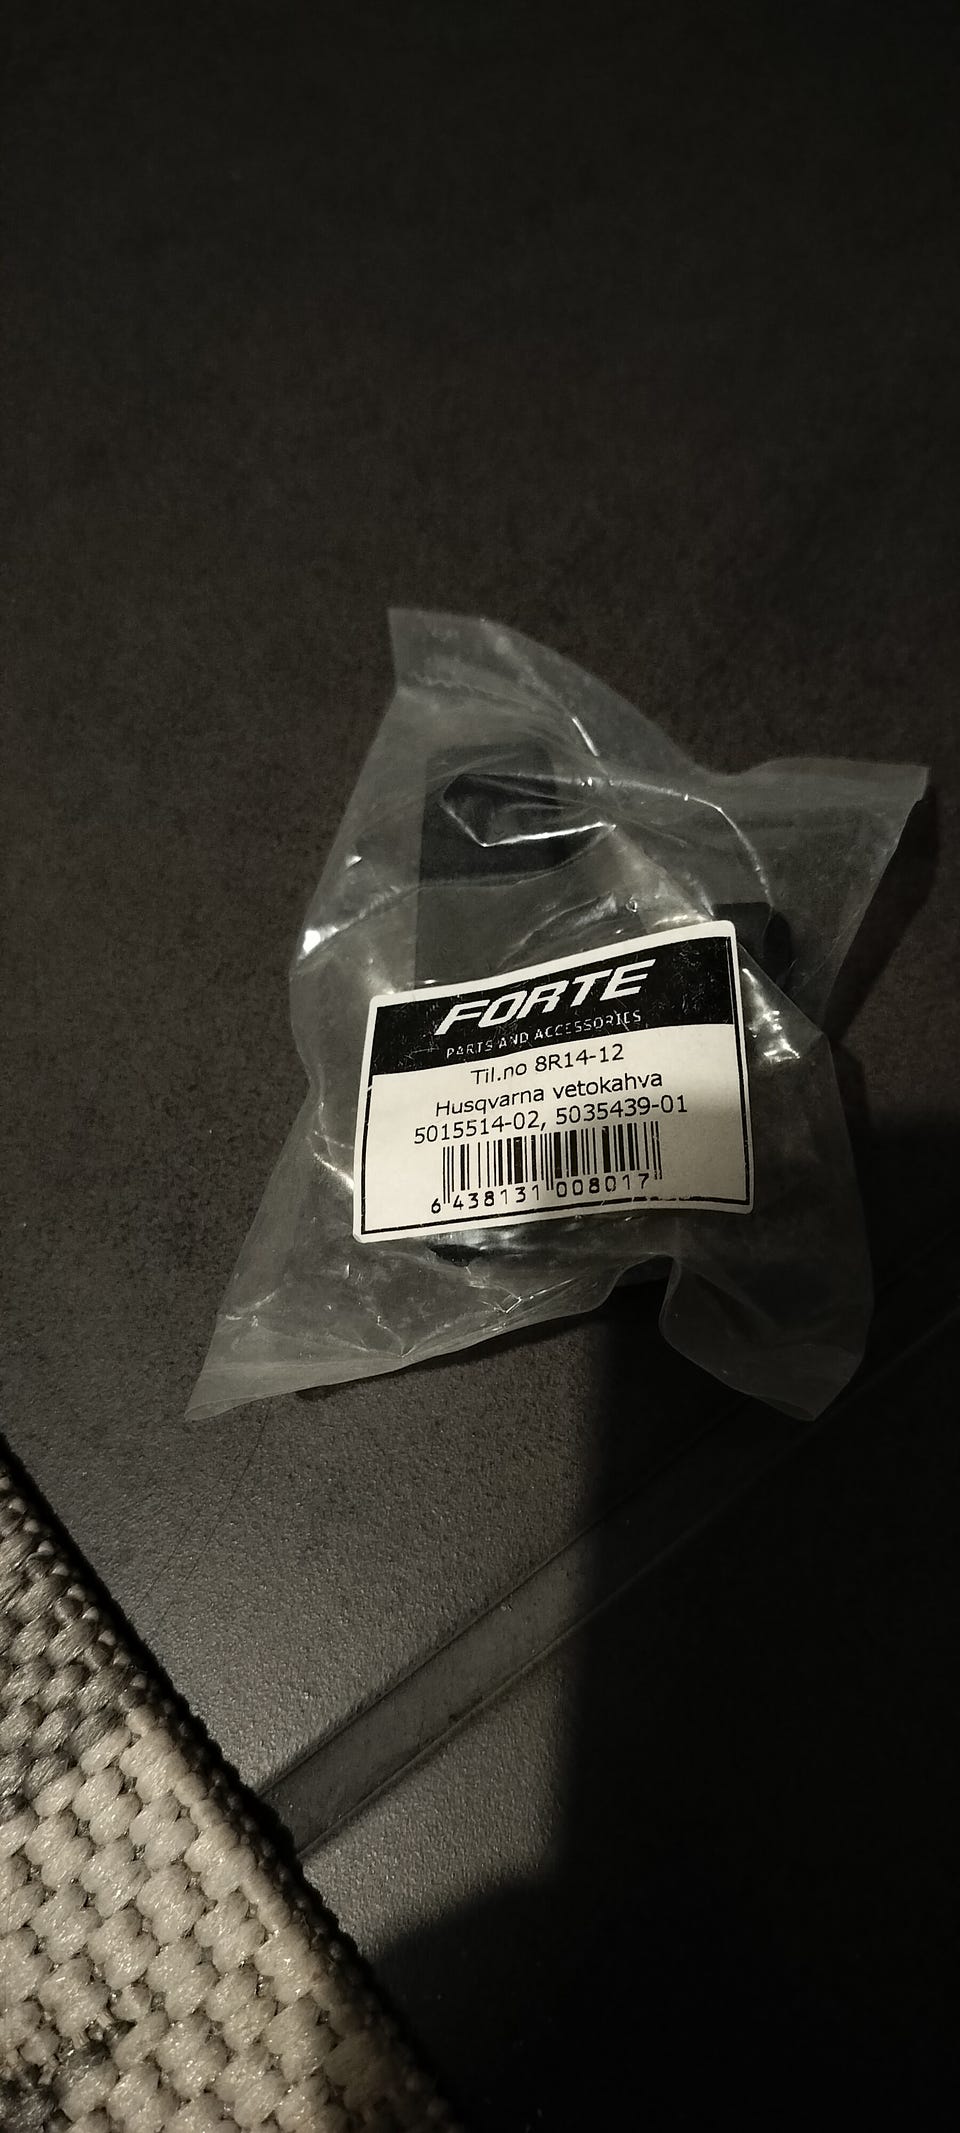 FORTE
PARTS AND ACCESSORIES
Til.no 8R14-12
Husqvarna vetokahva
5015514-02, 5035439-01
6 438131 008017